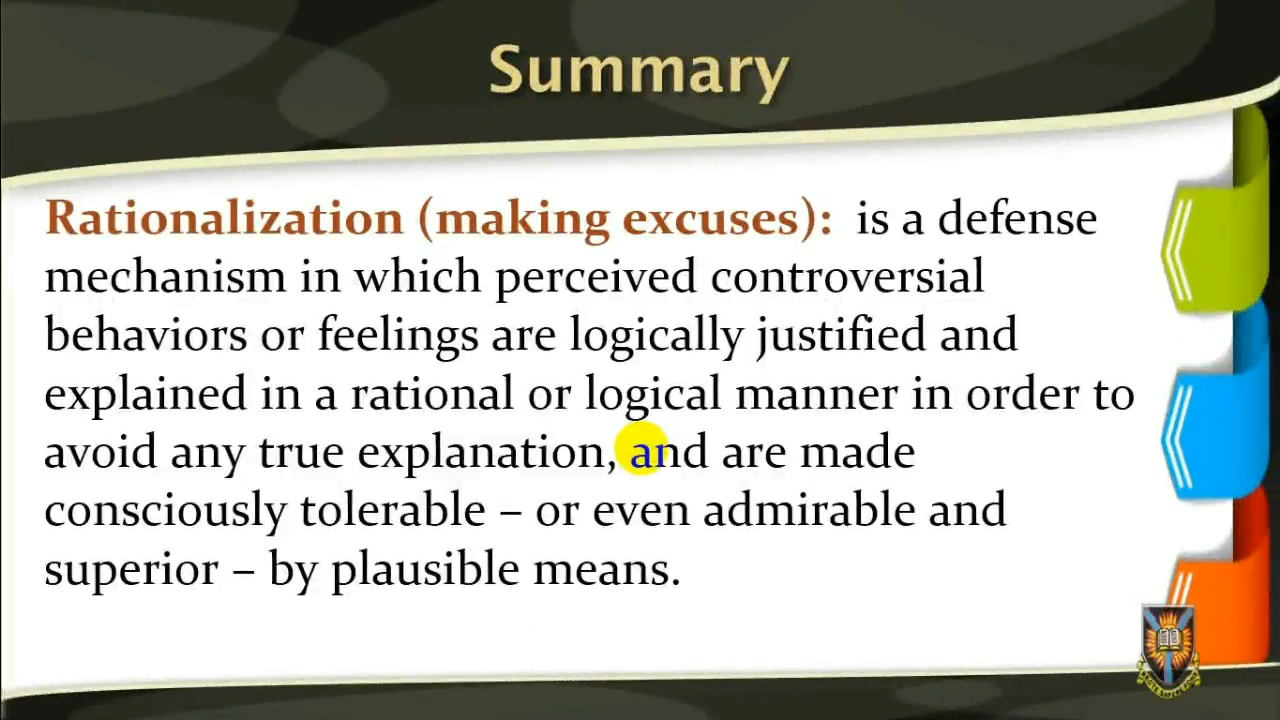 Summary
Rationalization (making excuses): is a defense
mechanism in which perceived controversial
behaviors or feelings are logically justified and
explained in a rational or logical manner in order to
avoid any true explanation, and are made
consciously tolerable – or even admirable and
superior – by plausible means.